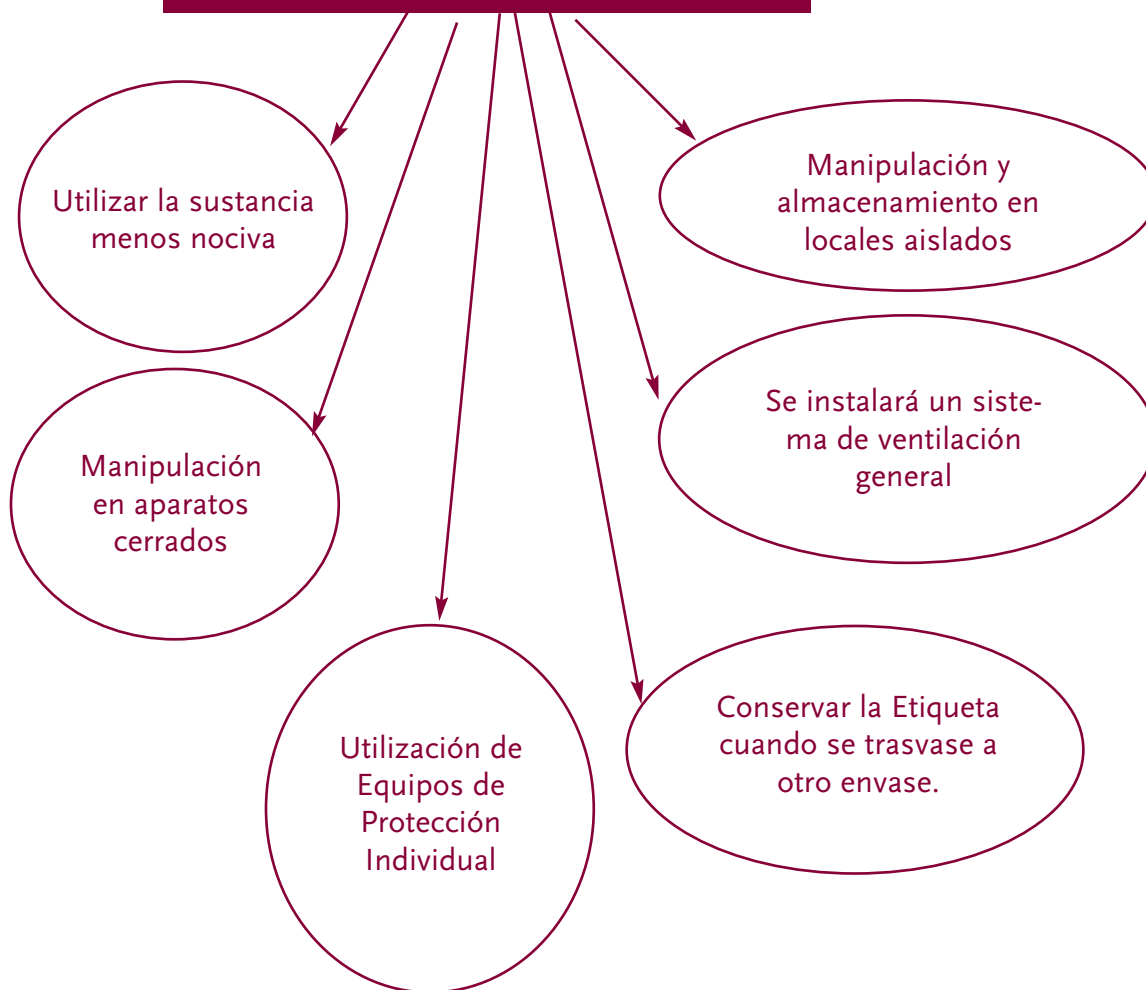 Utilizar la sustancia
menos nociva
Manipulación y
almacenamiento en
locales aislados
Manipulación
en aparatos
cerrados
Se instalará un siste-
ma de ventilación
general
Utilización de
Equipos de
Protección
Individual
Conservar la Etiqueta
cuando se trasvase a
otro envase.